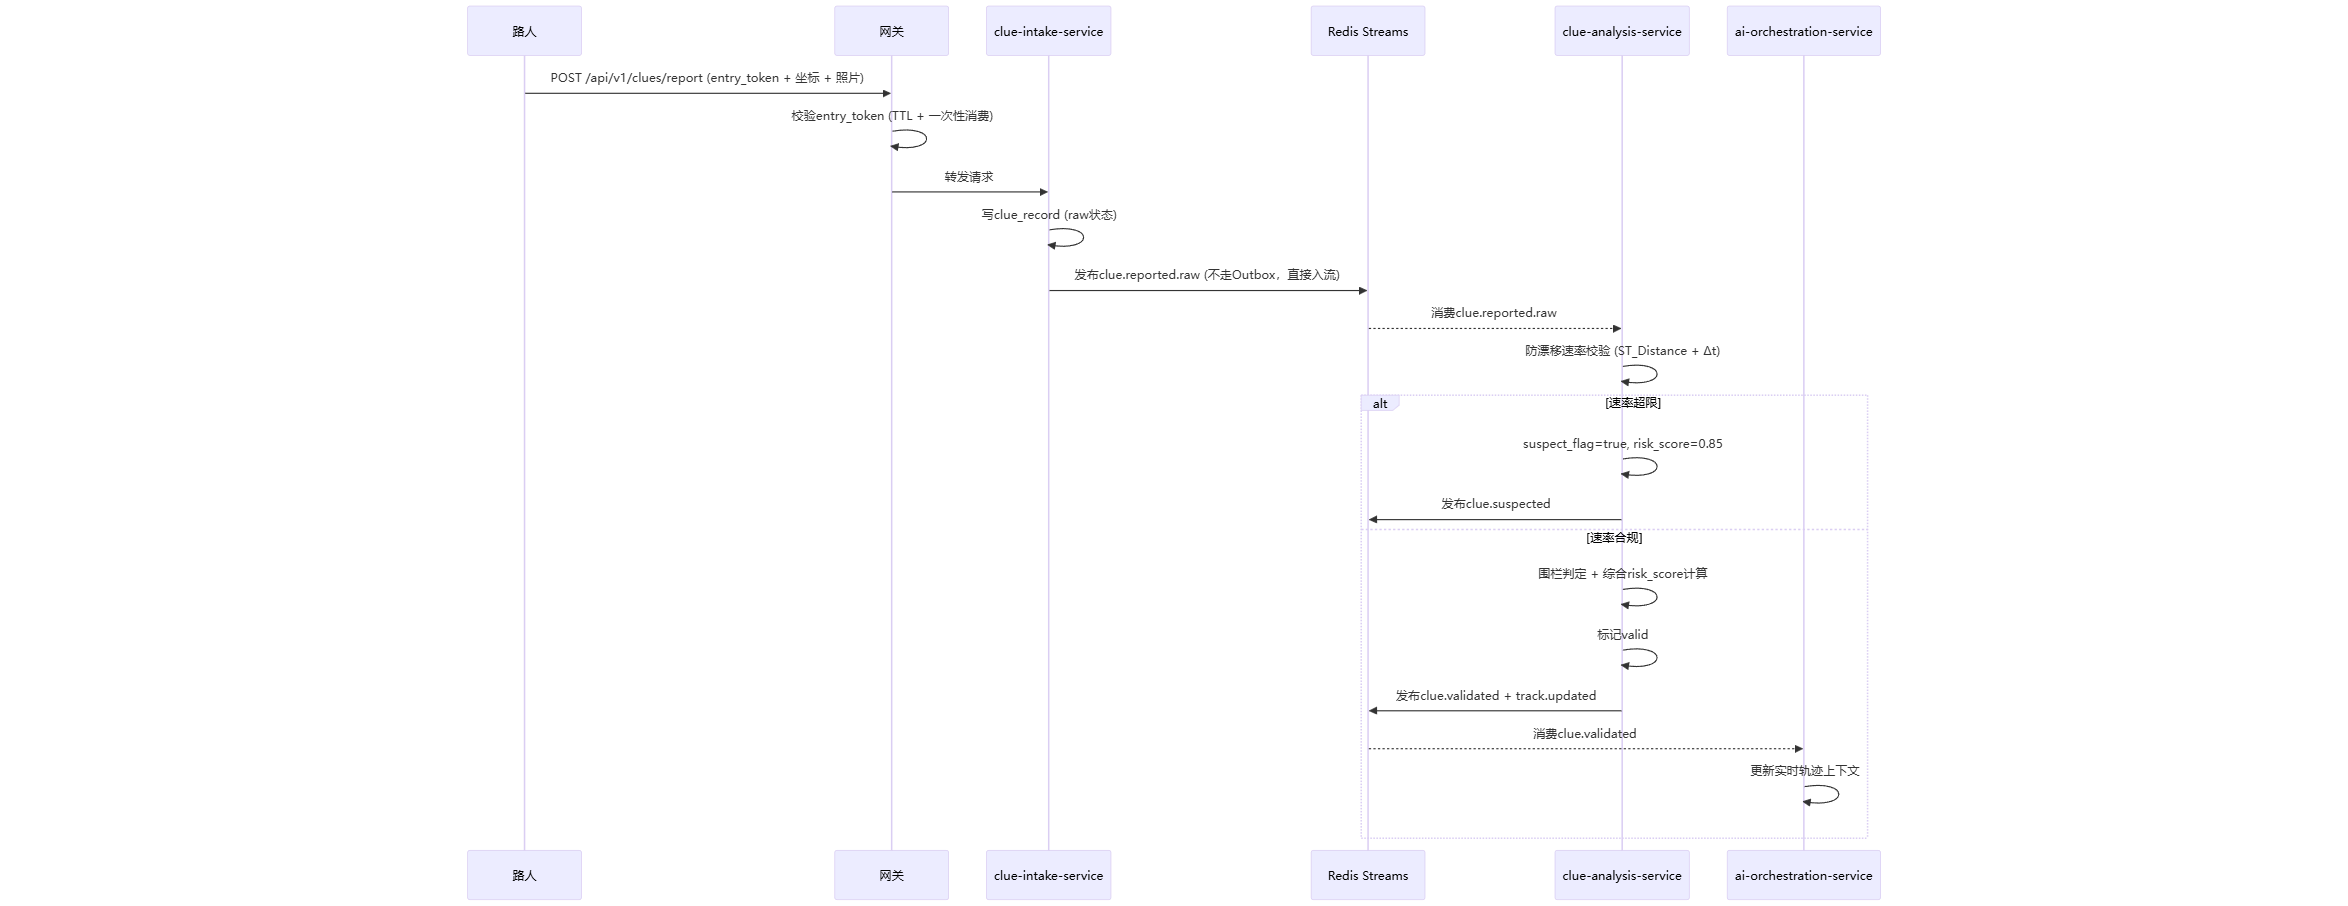 路人
网关
clue-intake-service
Redis Streams
clue-analysis-service
ai-orchestration-service
POST /api/v1/clues/report (entry_token + 坐标 + 照片)
校验entry_token (TTL + 一次性消费)
转发请求
写clue_record (raw状态)
发布clue.reported.raw (不走Outbox，直接入流)
消费clue.reported.raw
防漂移速率校验 (ST_Distance + Δt)
alt
[速率超限]
suspect_flag=true, risk_score=0.85
发布clue.suspected
[速率合规]
围栏判定 + 综合risk_score计算
标记valid
发布clue.validated + track.updated
消费clue.validated
更新实时轨迹上下文
路人
网关
clue-intake-service
Redis Streams
clue-analysis-service
ai-orchestration-service